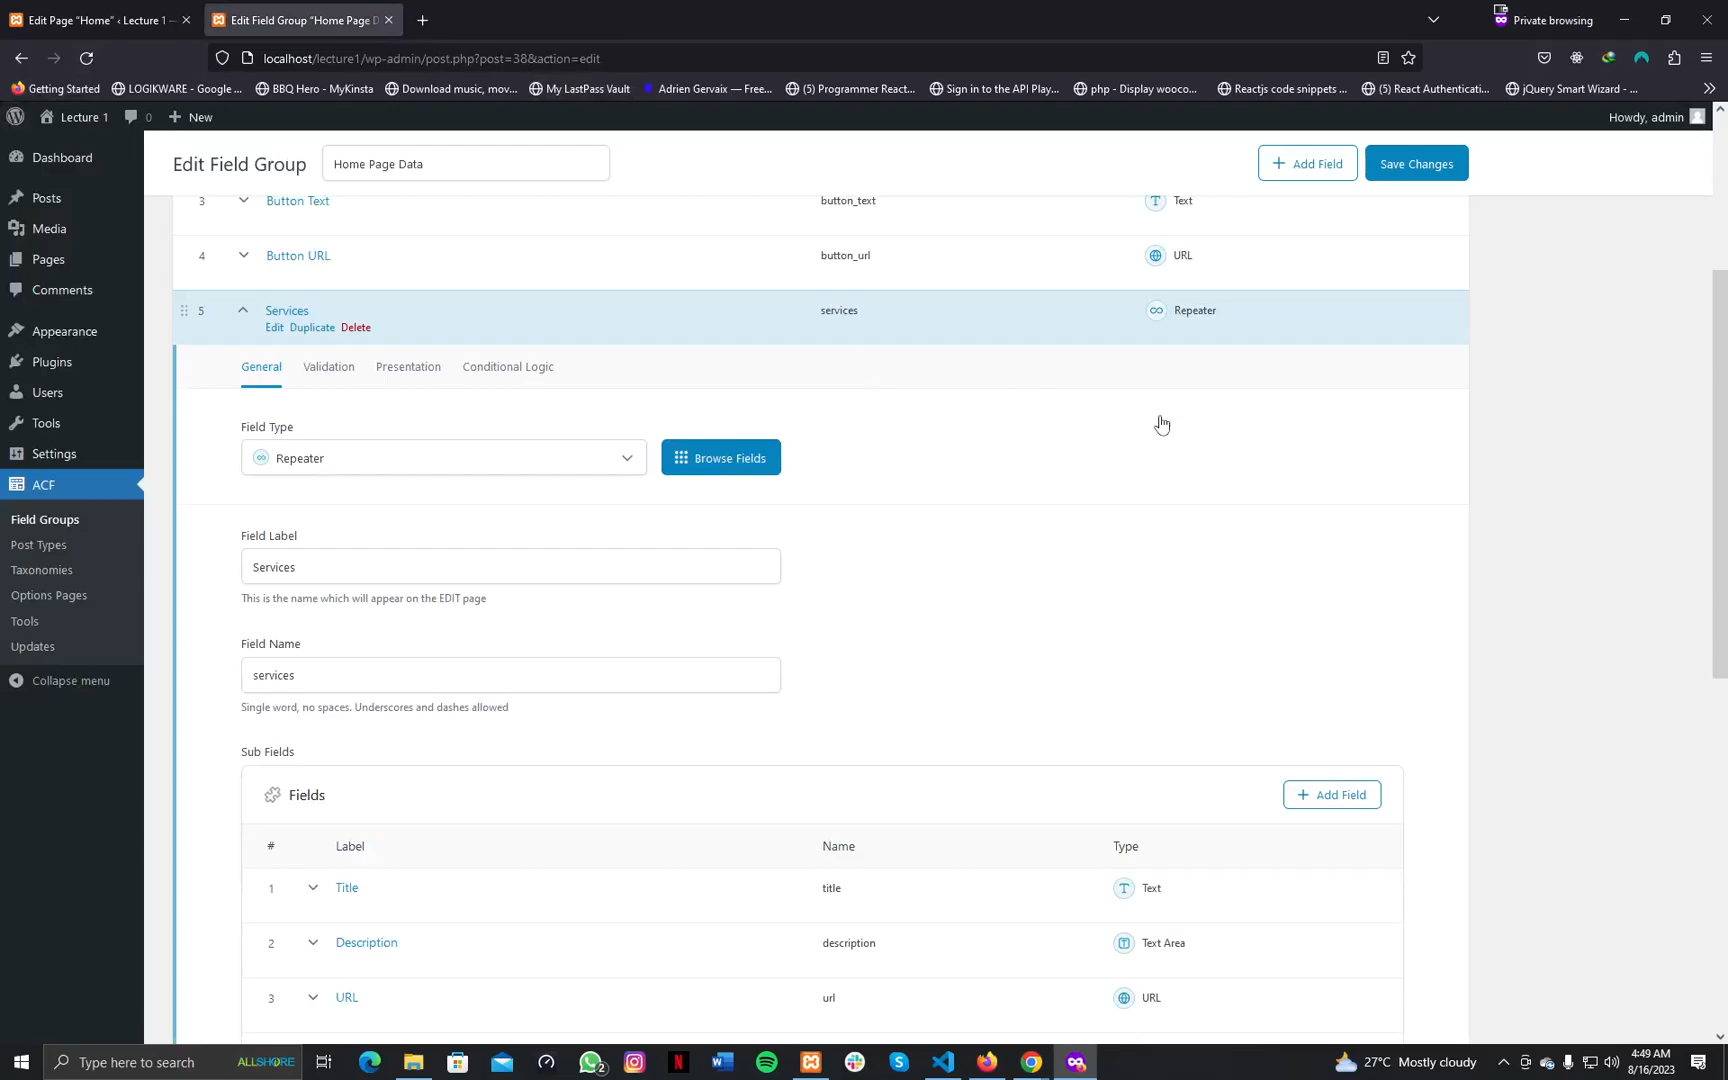 Edit Page “Home” ‹ Lecture 1 —
Edit Field Group “Home Page D
Private browsing
localhost/lecture1/wp-admin/post.php?post=38&action=edit
Getting Started
LOGIKWARE - Google ...
BBQ Hero - MyKinsta
Download music, mov...
My LastPass Vault
Adrien Gervaix — Free...
(5) Programmer React...
Sign in to the API Play...
php - Display wooco...
Reactjs code snippets ...
(5) React Authenticati...
jQuery Smart Wizard - ...
Lecture 1
0
New
Howdy, admin
Dashboard
Posts
Media
Pages
Comments
Appearance
Plugins
Users
Tools
Settings
ACF
Field Groups
Post Types
Taxonomies
Options Pages
Tools
Updates
Collapse menu
Edit Field Group
Home Page Data
Add Field
Save Changes
3 Button Text button_text Text
4 Button URL button_url URL
5 Services services Repeater
Edit Duplicate Delete
General Validation Presentation Conditional Logic
Field Type
Repeater
Browse Fields
Field Label
Services
This is the name which will appear on the EDIT page
Field Name
services
Single word, no spaces. Underscores and dashes allowed
Sub Fields
Fields
Add Field
# Label Name Type
1 Title title Text
2 Description description Text Area
3 URL url URL
Type here to search
ALLSHORE
2
27°C Mostly cloudy
4:49 AM
8/16/2023